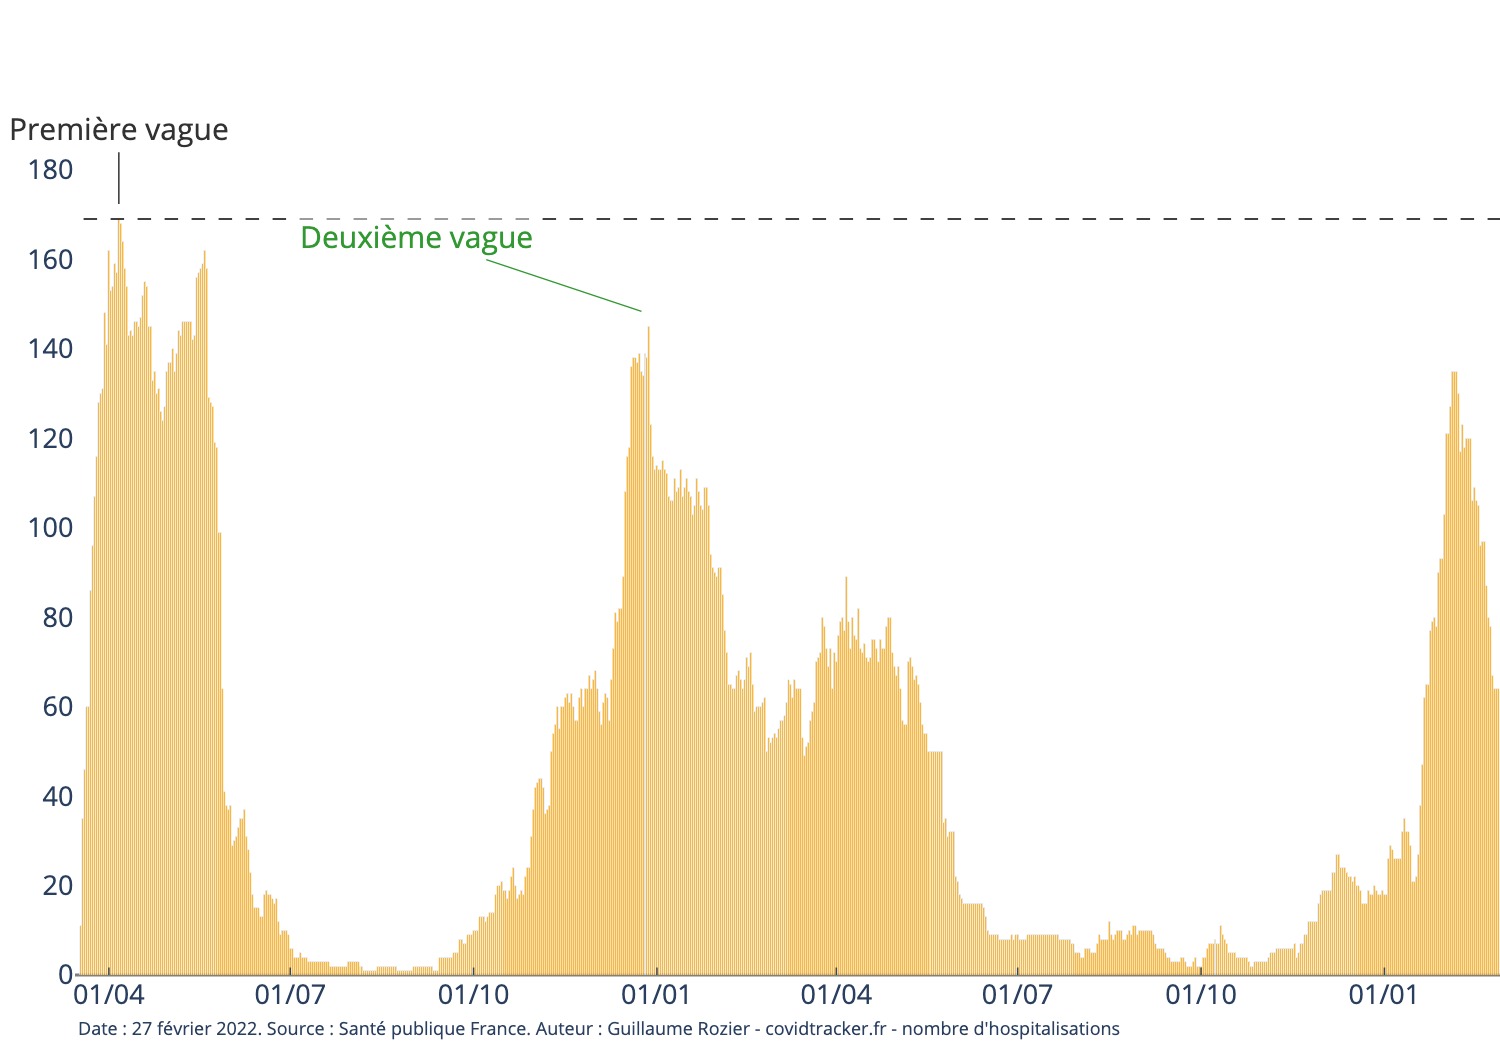 Première vague
180
Deuxième vague
160
140
120
100
80
60
40
20
0
01/04 01/07 01/10 01/01 01/04 01/07 01/10 01/01
Date : 27 février 2022. Source : Santé publique France. Auteur : Guillaume Rozier - covidtracker.fr - nombre d'hospitalisations